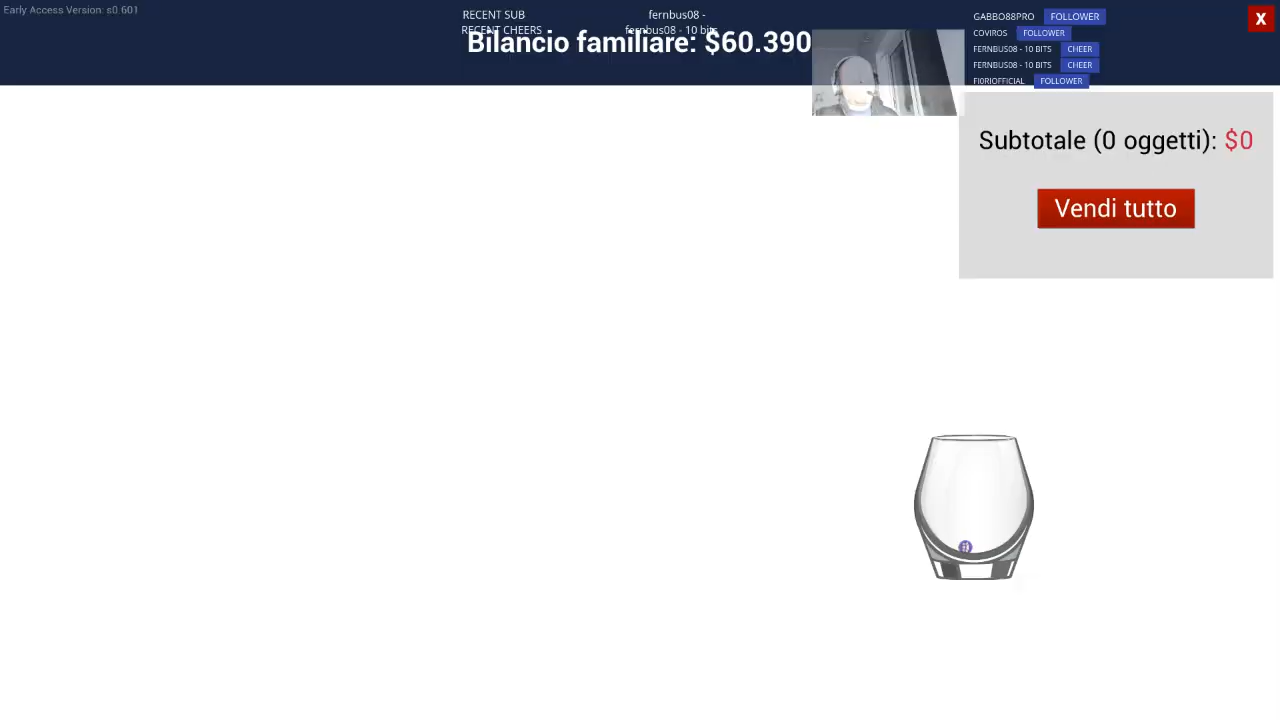 Early Access Version: s0.601
RECENT SUB fernbus08 -
RECENT CHEERS fernbus08 - 10 bits
Bilancio familiare: $60.390
GABBO88PRO FOLLOWER
COVIROS FOLLOWER
FERNBUS08 - 10 BITS CHEER
FERNBUS08 - 10 BITS CHEER
FI0RIOFFICIAL FOLLOWER
X
Subtotale (0 oggetti): $0
Vendi tutto